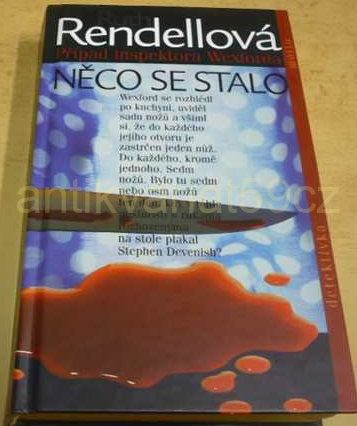 Ruth
Rendellová
Případ inspektora Wexforda
NĚCO SE STALO
Wexford se rozhlédl
po kuchyni, uviděl
sadu nožů a všiml
si, že do každého
jejího otvoru je
zastrčen jeden nůž.
Do každého, kromě
jednoho. Sedm
nožů. Bylo tu sedm
nebo osm nožů
na stole plakal
Stephen Devenish?
detektivka